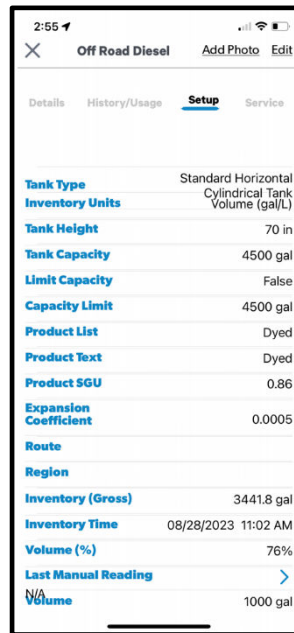 2:55
Off Road Diesel Add Photo Edit
Details History/Usage Setup Service
Tank Type Standard Horizontal Cylindrical Tank
Inventory Units Volume (gal/L)
Tank Height 70 in
Tank Capacity 4500 gal
Limit Capacity False
Capacity Limit 4500 gal
Product List Dyed
Product Text Dyed
Product SGU 0.86
Expansion
Coefficient 0.0005
Route
Region
Inventory (Gross) 3441.8 gal
Inventory Time 08/28/2023 11:02 AM
Volume (%) 76%
Last Manual Reading
N/A
Volume 1000 gal